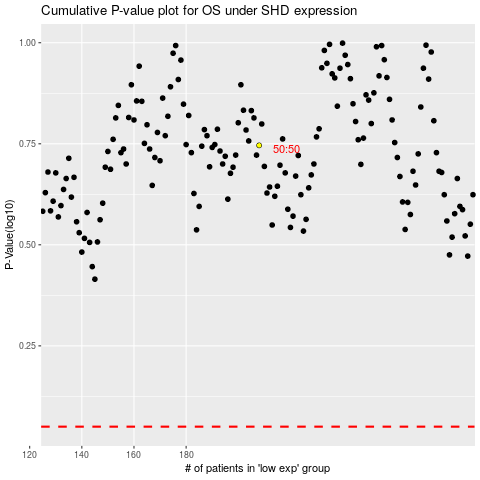 Cumulative P-value plot for OS under SHD expression
P-Value(log10)
1.00
0.75
0.50
0.25
50:50
120 140 160 180
# of patients in 'low exp' group